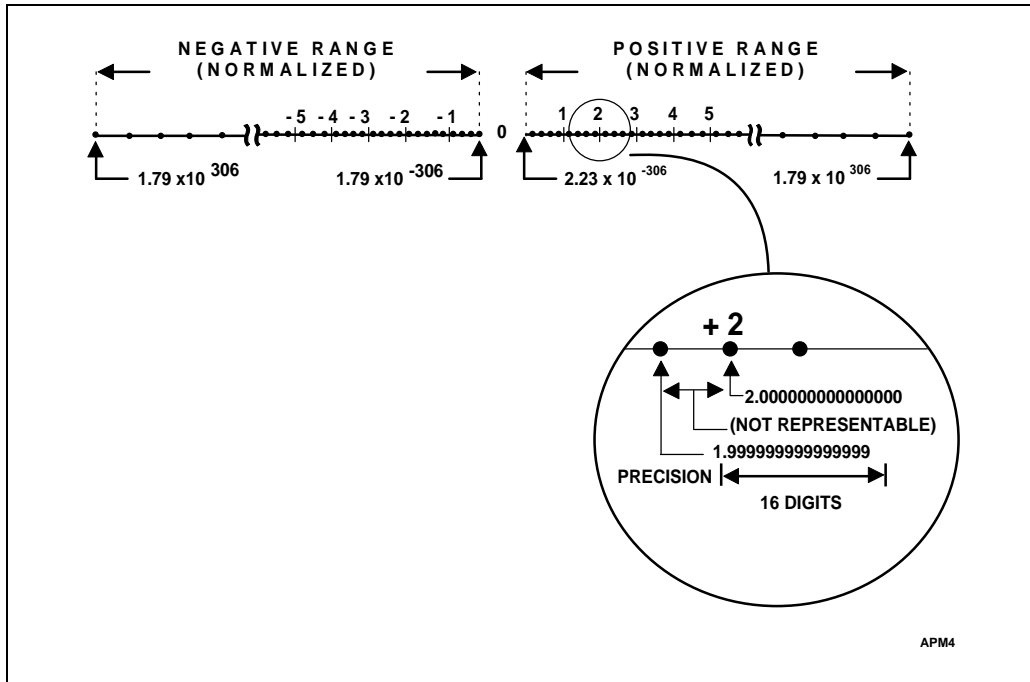 NEGATIVE RANGE
(NORMALIZED)
POSITIVE RANGE
(NORMALIZED)
- 5 - 4 - 3 - 2 - 1 0 1 2 3 4 5
1.79 x10 306
1.79 x10 -306
2.23 x 10 -306
1.79 x 10 306
+ 2
2.000000000000000
(NOT REPRESENTABLE)
1.999999999999999
PRECISION
16 DIGITS
APM4